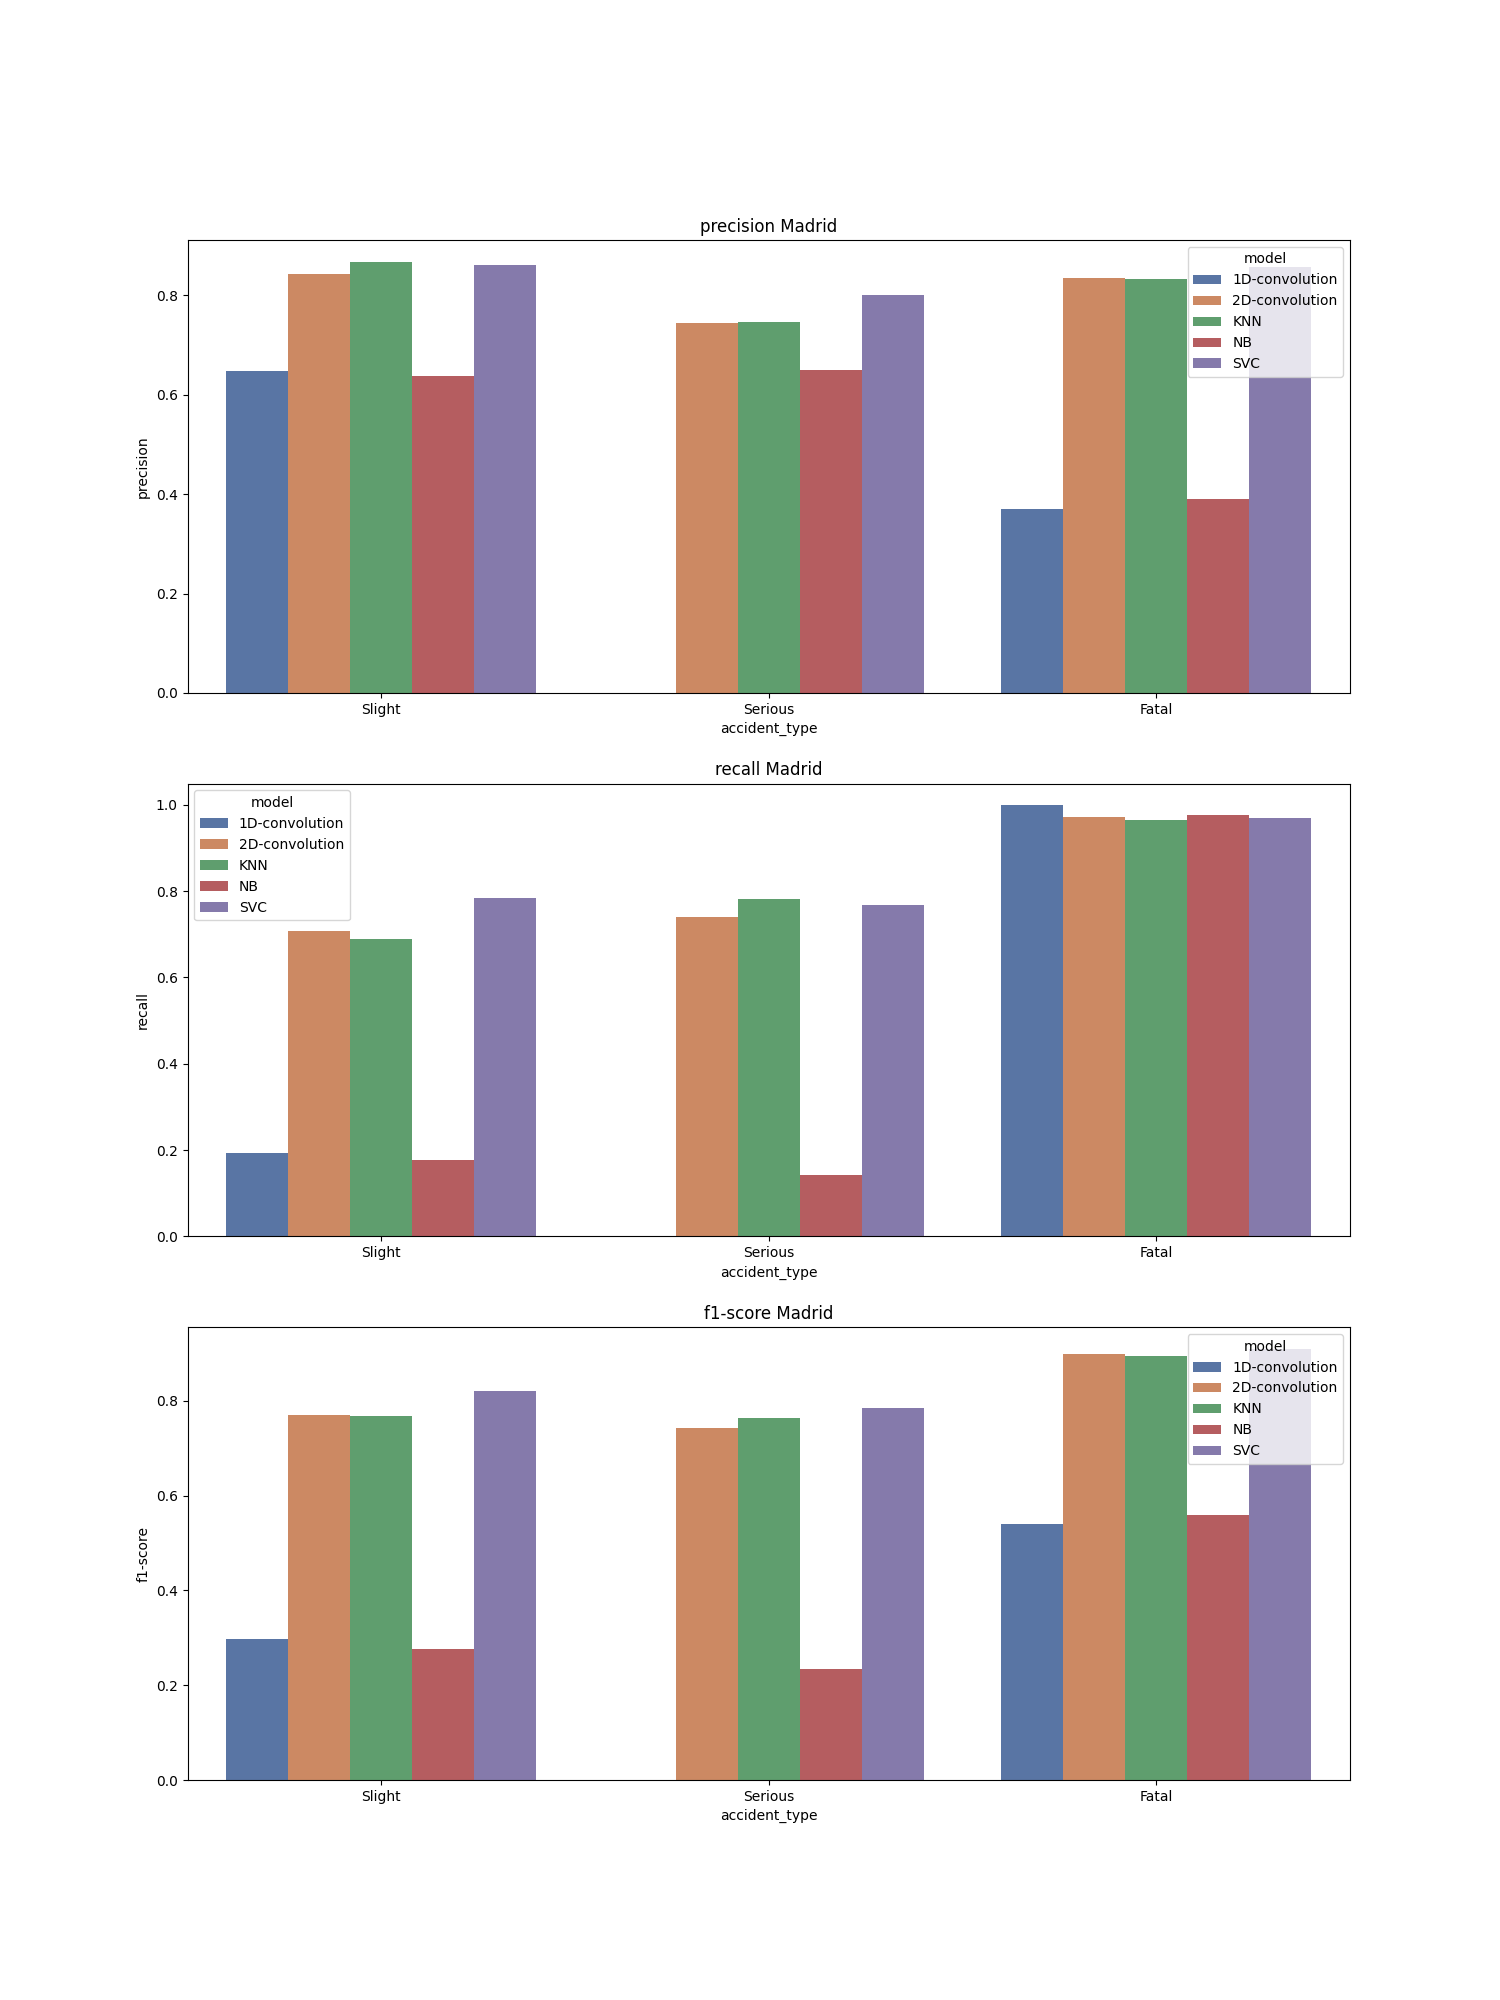 precision Madrid
model
1D-convolution
2D-convolution
KNN
NB
SVC
precision
0.8
0.6
0.4
0.2
0.0
Slight Serious Fatal
accident_type
recall Madrid
model
1D-convolution
2D-convolution
KNN
NB
SVC
recall
1.0
0.8
0.6
0.4
0.2
0.0
Slight Serious Fatal
accident_type
f1-score Madrid
model
1D-convolution
2D-convolution
KNN
NB
SVC
f1-score
0.8
0.6
0.4
0.2
0.0
Slight Serious Fatal
accident_type